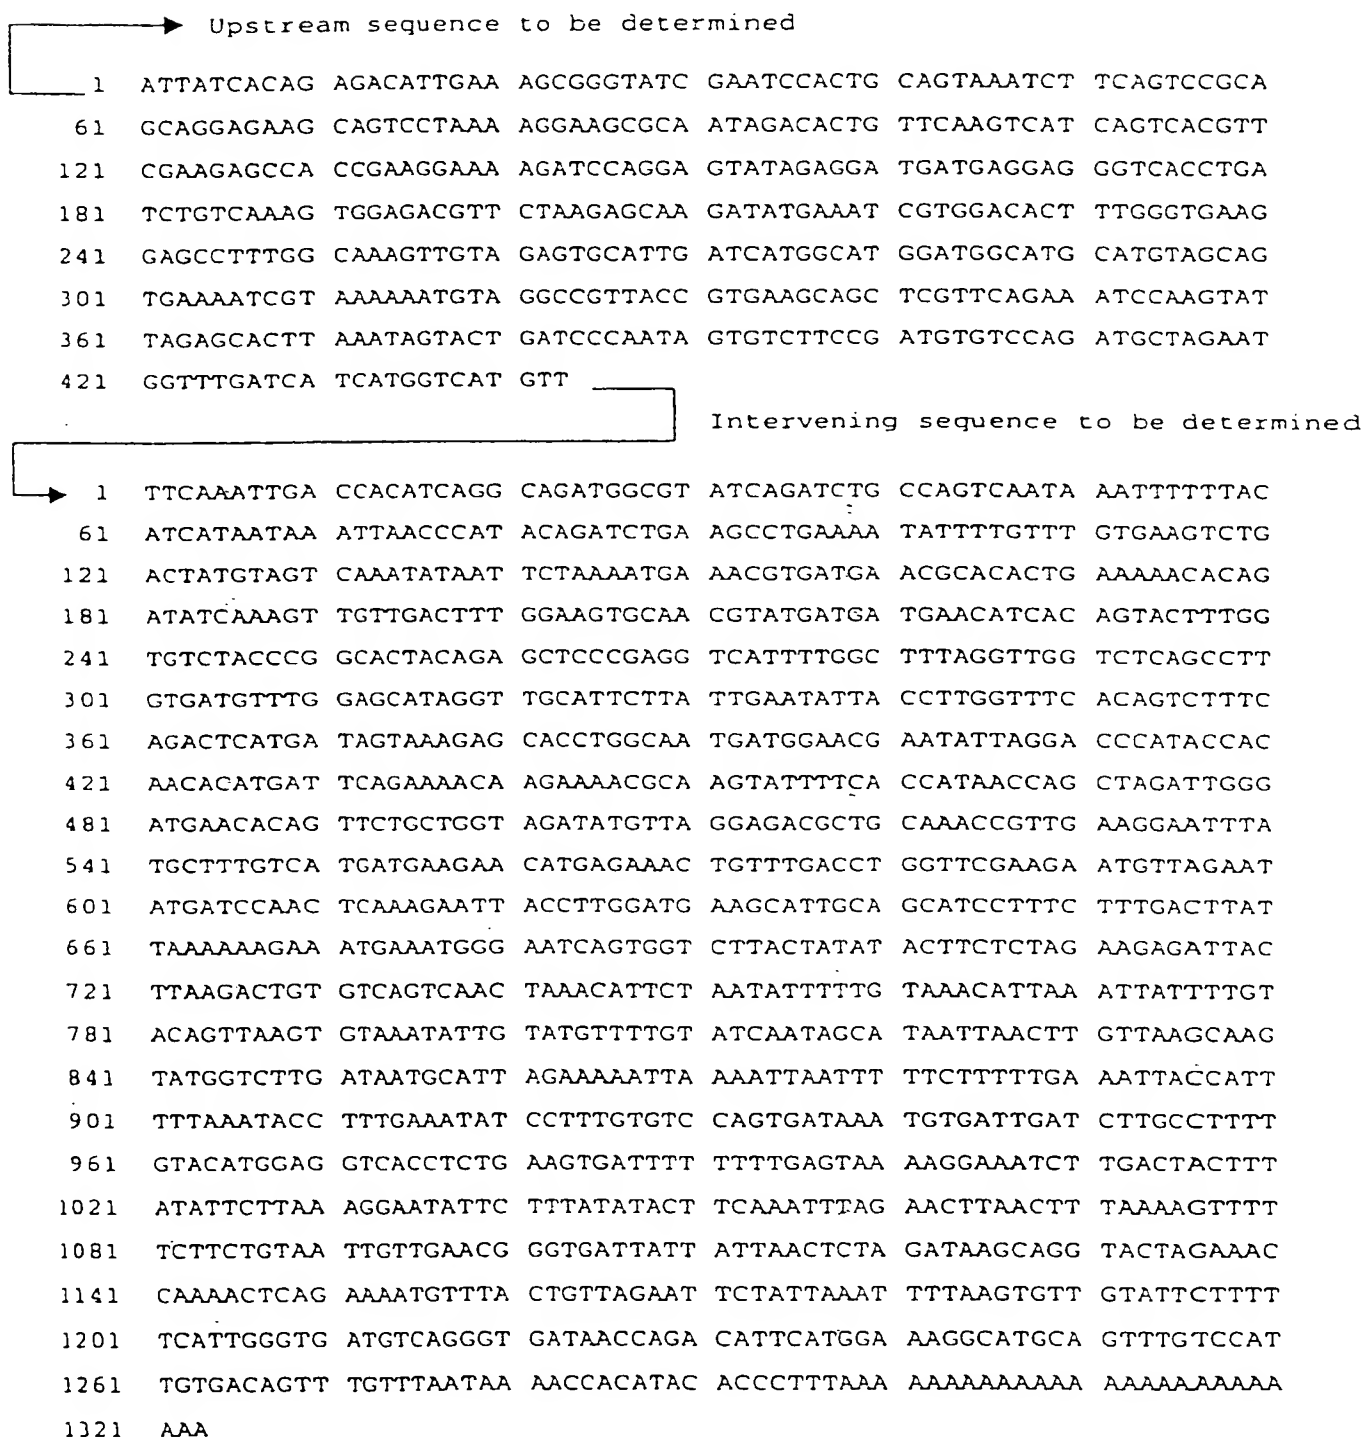 Upstream sequence to be determined
1 ATTATCACAG AGACATTGAA AGCGGGTATC GAATCCACTG CAGTAAATCT TCAGTCCGCA
61 GCAGGAGAAG CAGTCCTAAA AGGAAGCGCA ATAGACACTG TTCAAGTCAT CAGTCACGTT
121 CGAAGAGCCA CCGAAGGAAA AGATCCAGGA GTATAGAGGA TGATGAGGAG GGTCACCTGA
181 TCTGTCAAAG TGGAGACGTT CTAAGAGCAA GATATGAAAT CGTGGACACT TTGGGTGAAG
241 GAGCCTTTGG CAAAGTTGTA GAGTGCATTG ATCATGGCAT GGATGGCATG CATGTAGCAG
301 TGAAAATCGT AAAAAATGTA GGCCGTTACC GTGAAGCAGC TCGTTCAGAA ATCCAAGTAT
361 TAGAGCACTT AAATAGTACT GATCCCAATA GTGTCTTCCG ATGTGTCCAG ATGCTAGAAT
421 GGTTTGATCA TCATGGTCAT GTT
Intervening sequence to be determined
1 TTCAAATTGA CCACATCAGG CAGATGGCGT ATCAGATCTG CCAGTCAATA AATTTTTTAC
61 ATCATAATAA ATTAACCCAT ACAGATCTGA AGCCTGAAAA TATTTTGTTT GTGAAGTCTG
121 ACTATGTAGT CAAATATAAT TCTAAAATGA AACGTGATGA ACGCACACTG AAAAACACAG
181 ATATCAAAGT TGTTGACTTT GGAAGTGCAA CGTATGATGA TGAACATCAC AGTACTTTGG
241 TGTCTACCCG GCACTACAGA GCTCCCGAGG TCATTTTGGC TTTAGGTTGG TCTCAGCCTT
301 GTGATGTTTG GAGCATAGGT TGCATTCTTA TTGAATATTA CCTTGGTTTC ACAGTCTTTC
361 AGACTCATGA TAGTAAAGAG CACCTGGCAA TGATGGAACG AATATTAGGA CCCATACCAC
421 AACACATGAT TCAGAAAACA AGAAAACGCA AGTATTTTCA CCATAACCAG CTAGATTGGG
481 ATGAACACAG TTCTGCTGGT AGATATGTTA GGAGACGCTG CAAACCGTTG AAGGAATTTA
541 TGCTTTGTCA TGATGAAGAA CATGAGAAAC TGTTTGACCT GGTTCGAAGA ATGTTAGAAT
601 ATGATCCAAC TCAAAGAATT ACCTTGGATG AAGCATTGCA GCATCCTTTC TTTGACTTAT
661 TAAAAAAGAA ATGAAATGGG AATCAGTGGT CTTACTATAT ACTTCTCTAG AAGAGATTAC
721 TTAAGACTGT GTCAGTCAAC TAAACATTCT AATATTTTTG TAAACATTAA ATTATTTTGT
781 ACAGTTAAGT GTAAATATTG TATGTTTTGT ATCAATAGCA TAATTAACTT GTTAAGCAAG
841 TATGGTCTTG ATAATGCATT AGAAAAATTA AAATTAATTT TTCTTTTTGA AATTACCATT
901 TTTAAATACC TTTGAAATAT CCTTTGTGTC CAGTGATAAA TGTGATTGAT CTTGCCTTTT
961 GTACATGGAG GTCACCTCTG AAGTGATTTT TTTTGAGTAA AAGGAAATCT TGACTACTTT
1021 ATATTCTTAA AGGAATATTC TTTATATACT TCAAATTTAG AACTTAACTT TAAAAGTTTT
1081 TCTTCTGTAA TTGTTGAACG GGTGATTATT ATTAACTCTA GATAAGCAGG TACTAGAAAC
1141 CAAAACTCAG AAAATGTTTA CTGTTAGAAT TCTATTAAAT TTTAAGTGTT GTATTCTTTT
1201 TCATTGGGTG ATGTCAGGGT GATAACCAGA CATTCATGGA AAGGCATGCA GTTTGTCCAT
1261 TGTGACAGTT TGTTTAATAA AACCACATAC ACCCTTTAAA AAAAAAAAAA AAAAAAAAAA
1321 AAA